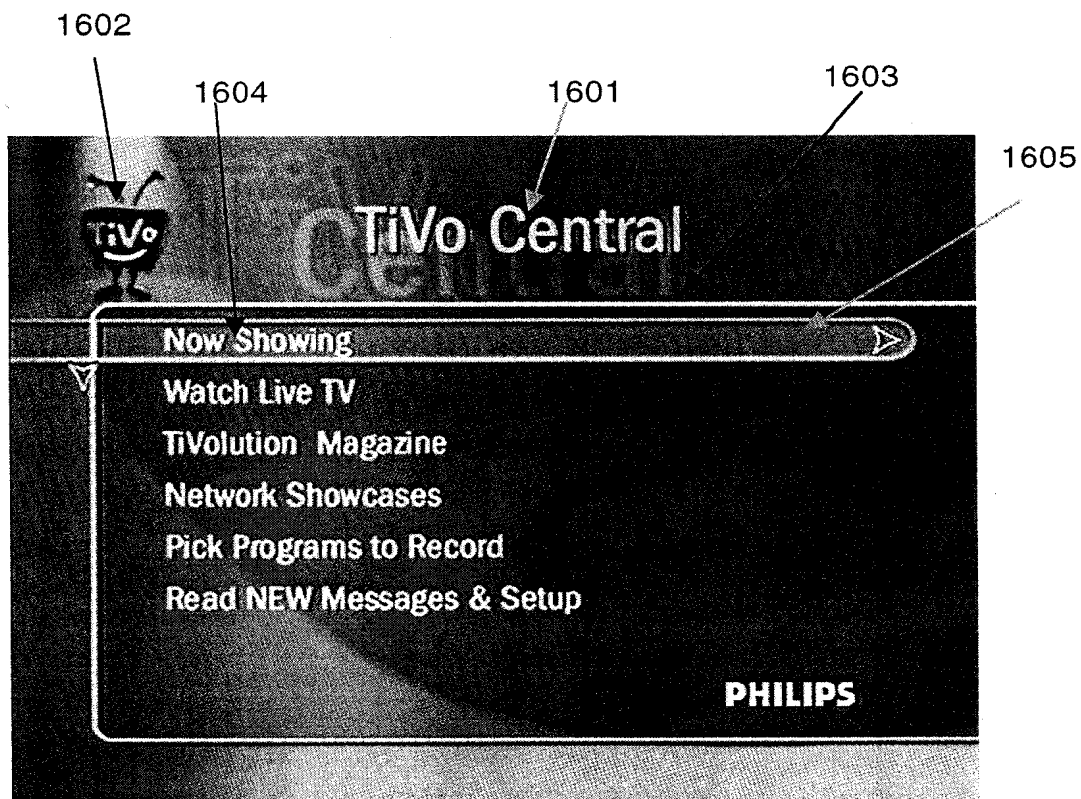 1602
1604
1601
1603
1605
TiVo
TiVo Central
Central
Now Showing
Watch Live TV
TiVolution Magazine
Network Showcases
Pick Programs to Record
Read NEW Messages & Setup
PHILIPS